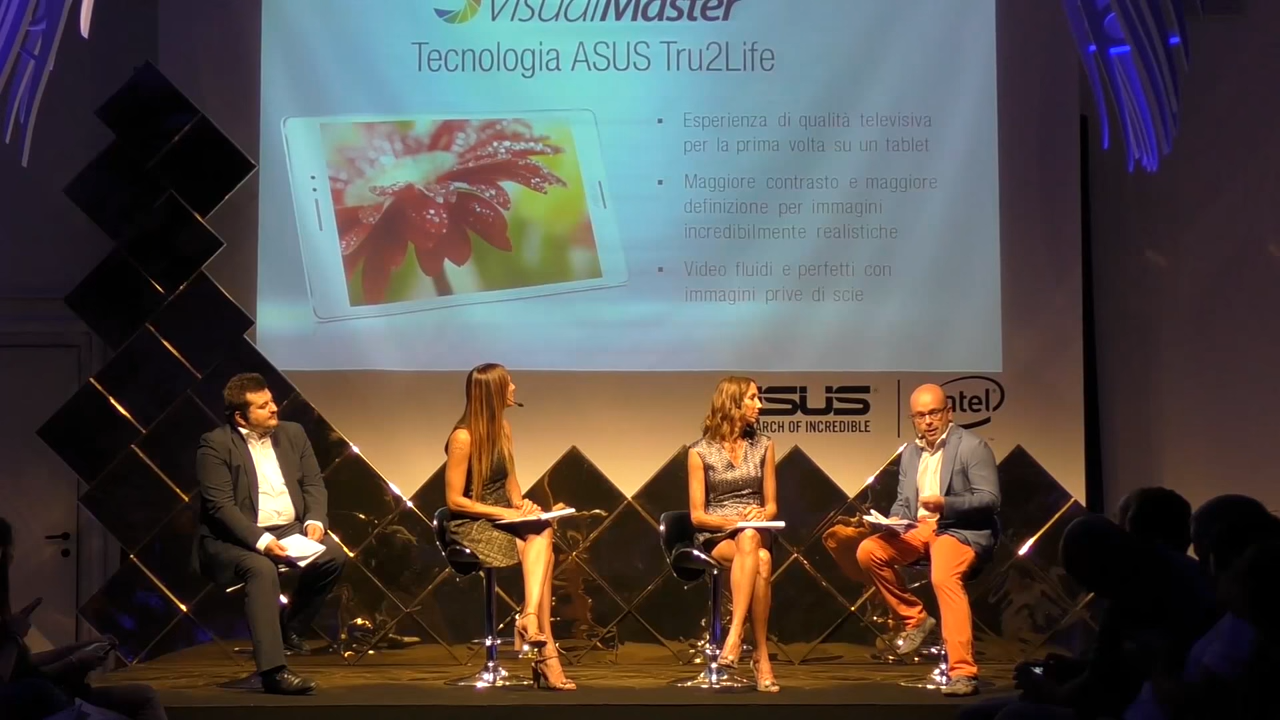 VisualMaster
Tecnologia ASUS Tru2Life
Esperienza di qualità televisiva
per la prima volta su un tablet
Maggiore contrasto e maggiore
definizione per immagini
incredibilmente realistiche
Video fluidi e perfetti con
immagini prive di scie
ASUS
OF INCREDIBLE
intel